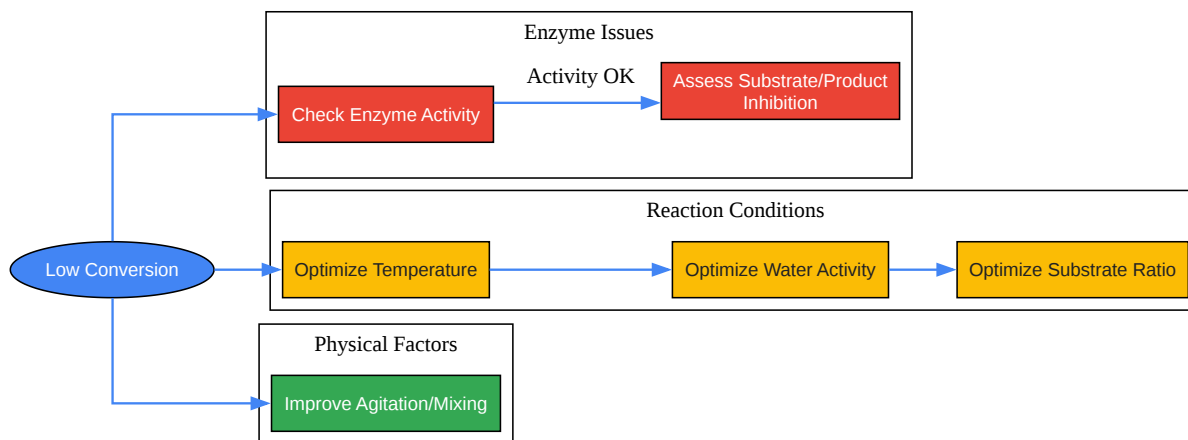 Enzyme Issues
Activity OK
Check Enzyme Activity
Assess Substrate/Product
Inhibition
Reaction Conditions
Low Conversion
Optimize Temperature
Optimize Water Activity
Optimize Substrate Ratio
Physical Factors
Improve Agitation/Mixing